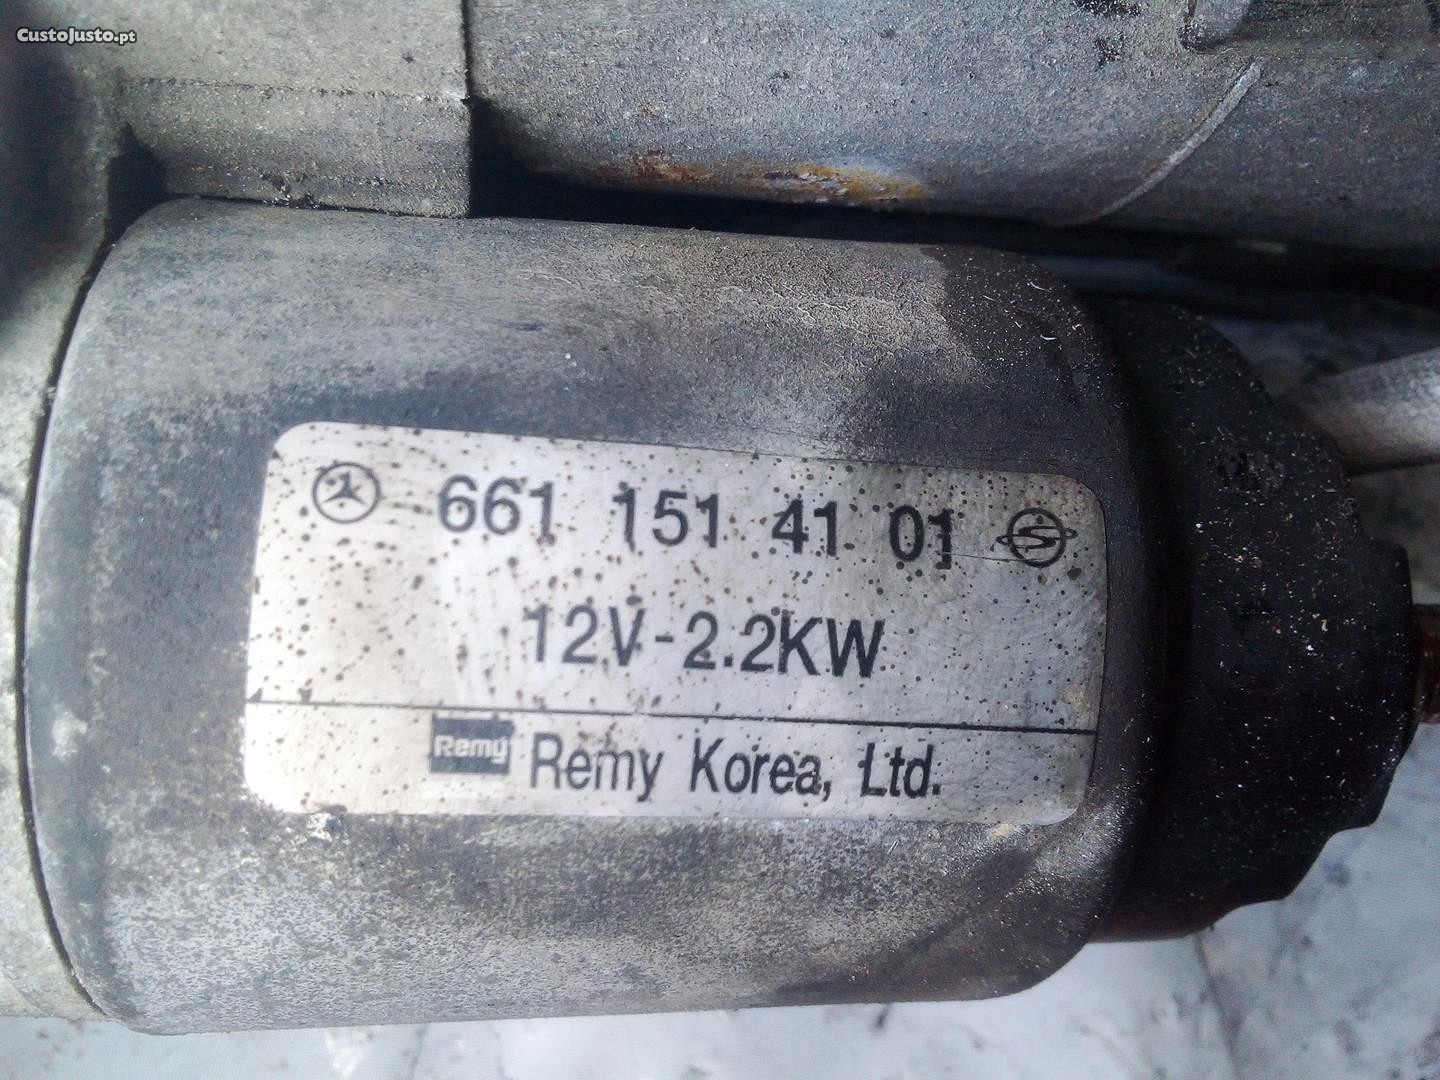 CustoJusto.pt
661 151 41 01
12V-2.2KW
Remy Remy Korea, Ltd.